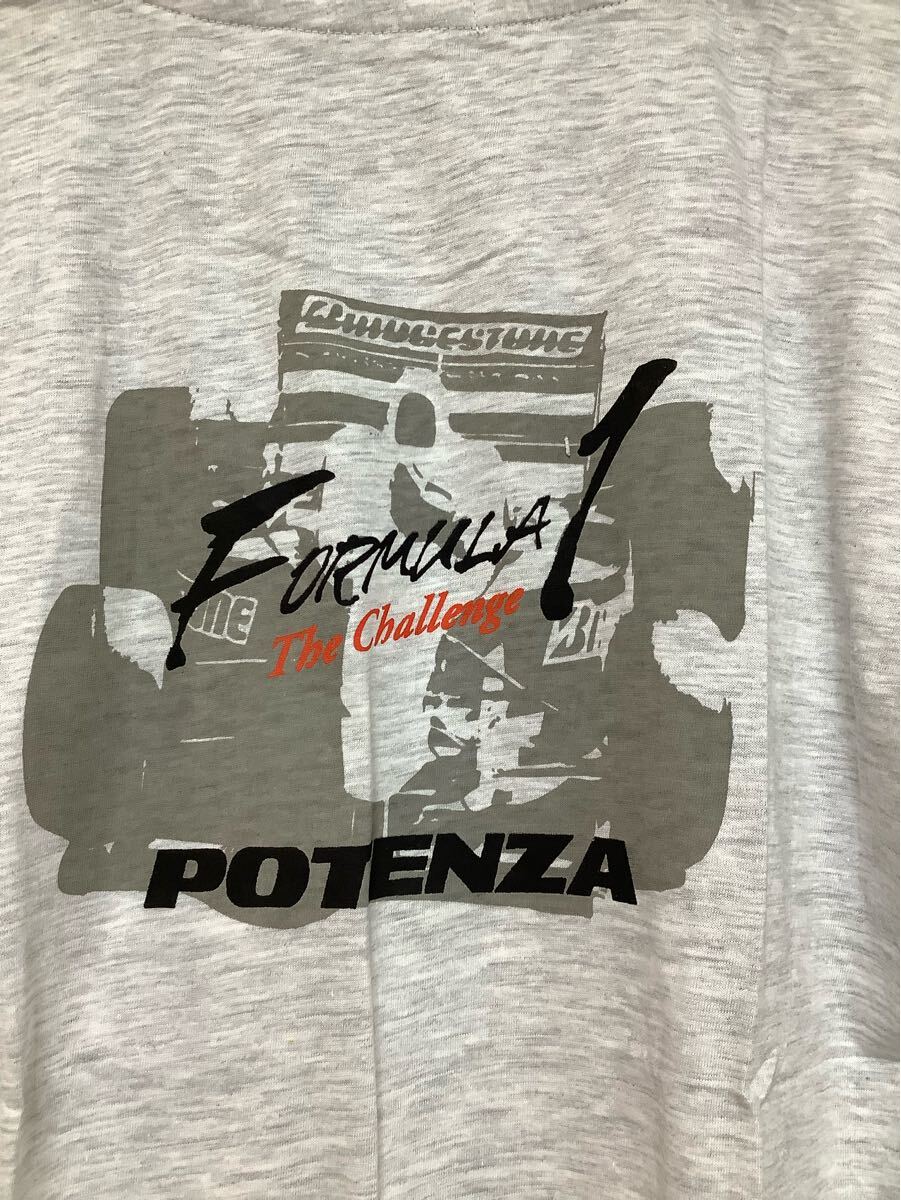 BRIDGESTONE
FORMULA 1
The Challenge
POTENZA